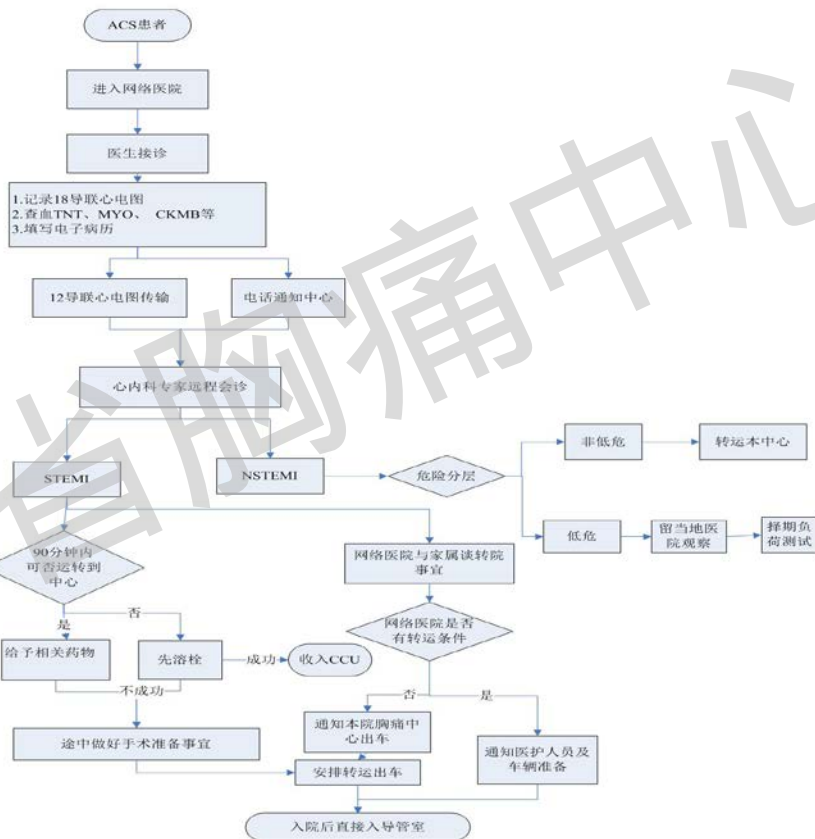 ACS患者
进入网络医院
医生接诊
1.记录18导联心电图
2.查血TNT、MYO、 CKMB等
3.填写电子病历
12导联心电图传输
电话通知中心
心内科专家远程会诊
STEMI
NSTEMI
危险分层
非低危
转运本中心
低危
留当地医
院观察
择期负
荷测试
90分钟内
可否运转到
中心
网络医院与家属谈转院
事宜
网络医院是否
有转运条件
是
否
给予相关药物
先溶栓
成功
收入CCU
不成功
否
是
途中做好手术准备事宜
通知本院胸痛中
心出车
通知医护人员及
车辆准备
安排转运出车
入院后直接入导管室
省胸痛中心